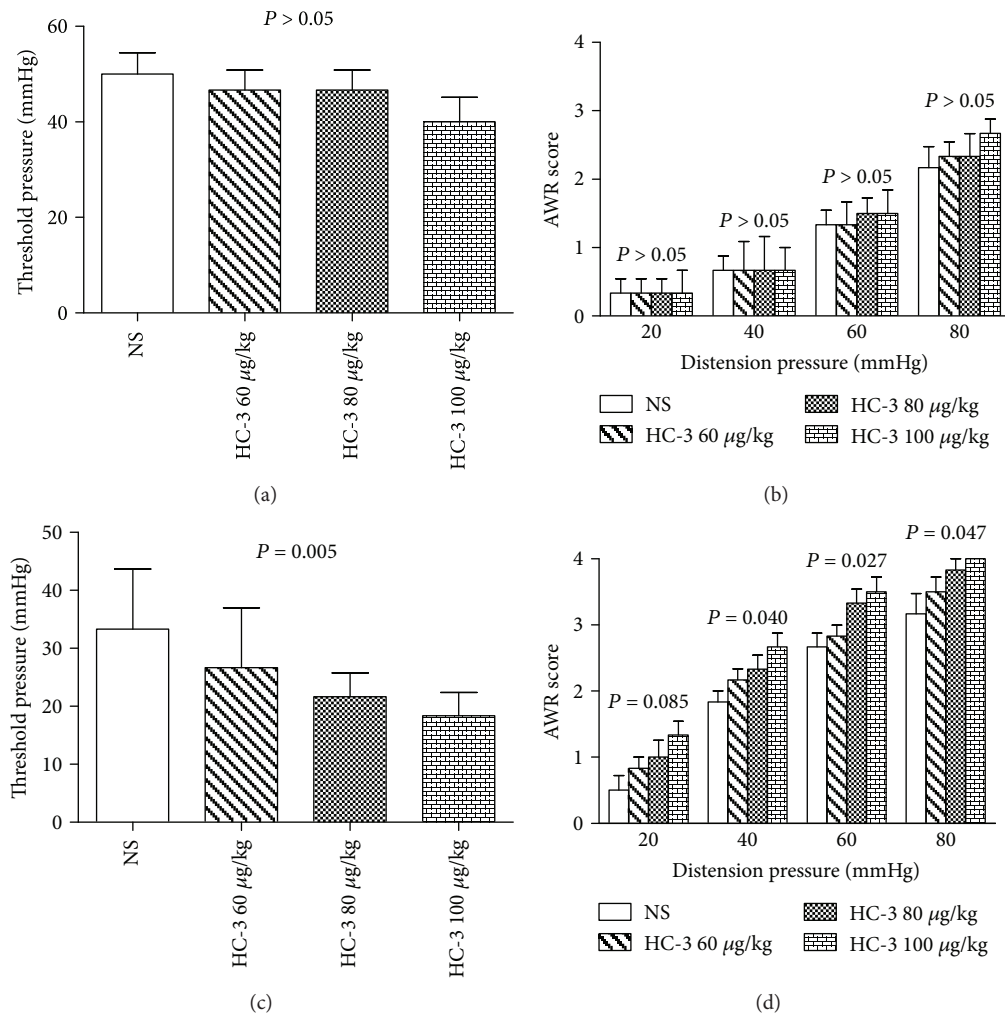 Threshold pressure (mmHg)
60
40
20
0
P > 0.05
NS
HC-3 60 μg/kg
HC-3 80 μg/kg
HC-3 100 μg/kg
(a)
AWR score
4
3
2
1
0
P > 0.05
P > 0.05
P > 0.05
P > 0.05
20 40 60 80
Distension pressure (mmHg)
NS
HC-3 60 μg/kg
HC-3 80 μg/kg
HC-3 100 μg/kg
(b)
Threshold pressure (mmHg)
50
40
30
20
10
0
P = 0.005
NS
HC-3 60 μg/kg
HC-3 80 μg/kg
HC-3 100 μg/kg
(c)
AWR score
4
3
2
1
0
P = 0.085
P = 0.040
P = 0.027
P = 0.047
20 40 60 80
Distension pressure (mmHg)
NS
HC-3 60 μg/kg
HC-3 80 μg/kg
HC-3 100 μg/kg
(d)